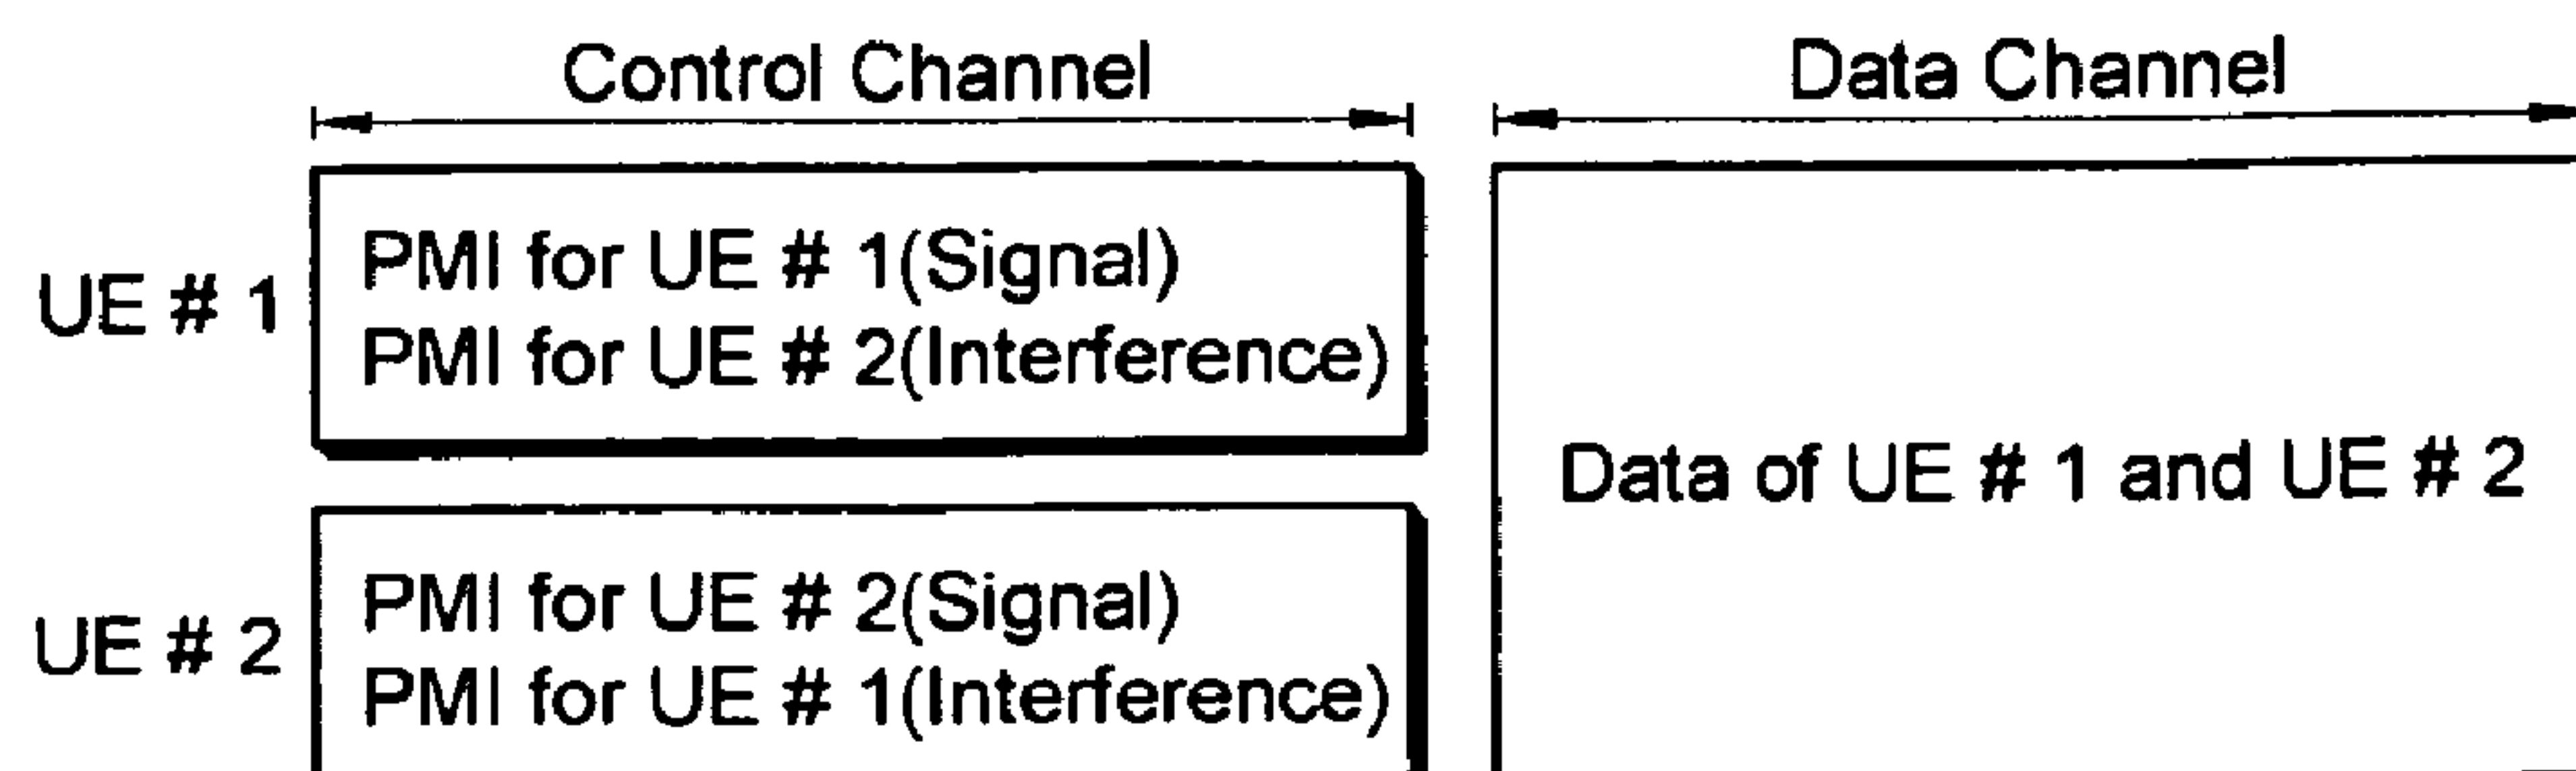 Control Channel
Data Channel
UE # 1
PMI for UE # 1(Signal)
PMI for UE # 2(Interference)
UE # 2
PMI for UE # 2(Signal)
PMI for UE # 1(Interference)
Data of UE # 1 and UE # 2